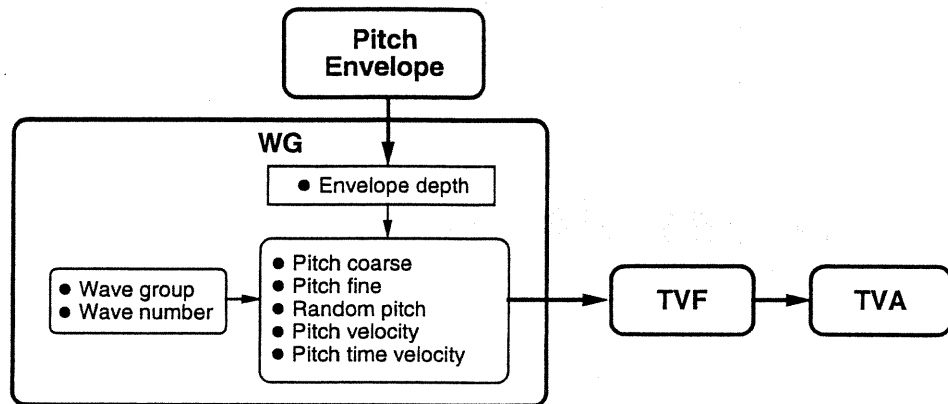 Pitch
Envelope
WG
● Envelope depth
● Wave group
● Wave number
● Pitch coarse
● Pitch fine
● Random pitch
● Pitch velocity
● Pitch time velocity
TVF
TVA